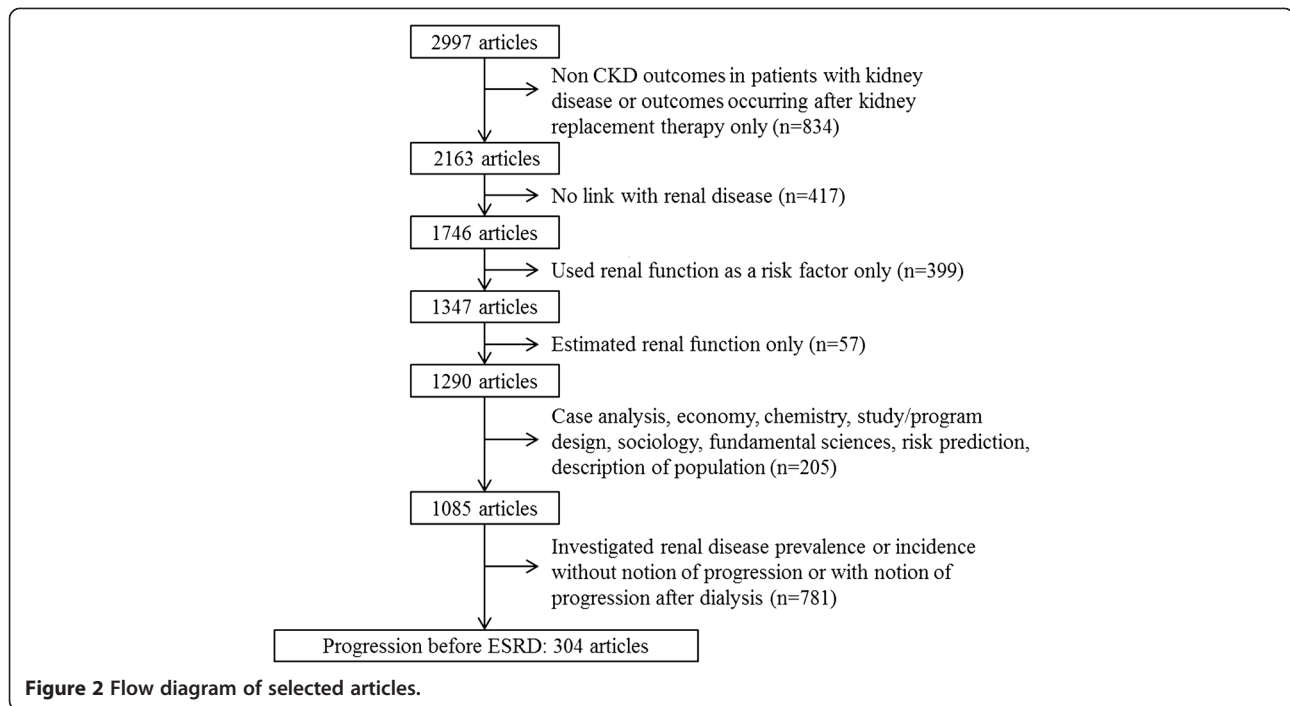 2997 articles
Non CKD outcomes in patients with kidney
disease or outcomes occurring after kidney
replacement therapy only (n=834)
2163 articles
No link with renal disease (n=417)
1746 articles
Used renal function as a risk factor only (n=399)
1347 articles
Estimated renal function only (n=57)
1290 articles
Case analysis, economy, chemistry, study/program
design, sociology, fundamental sciences, risk prediction,
description of population (n=205)
1085 articles
Investigated renal disease prevalence or incidence
without notion of progression or with notion of
progression after dialysis (n=781)
Progression before ESRD: 304 articles
Figure 2 Flow diagram of selected articles.